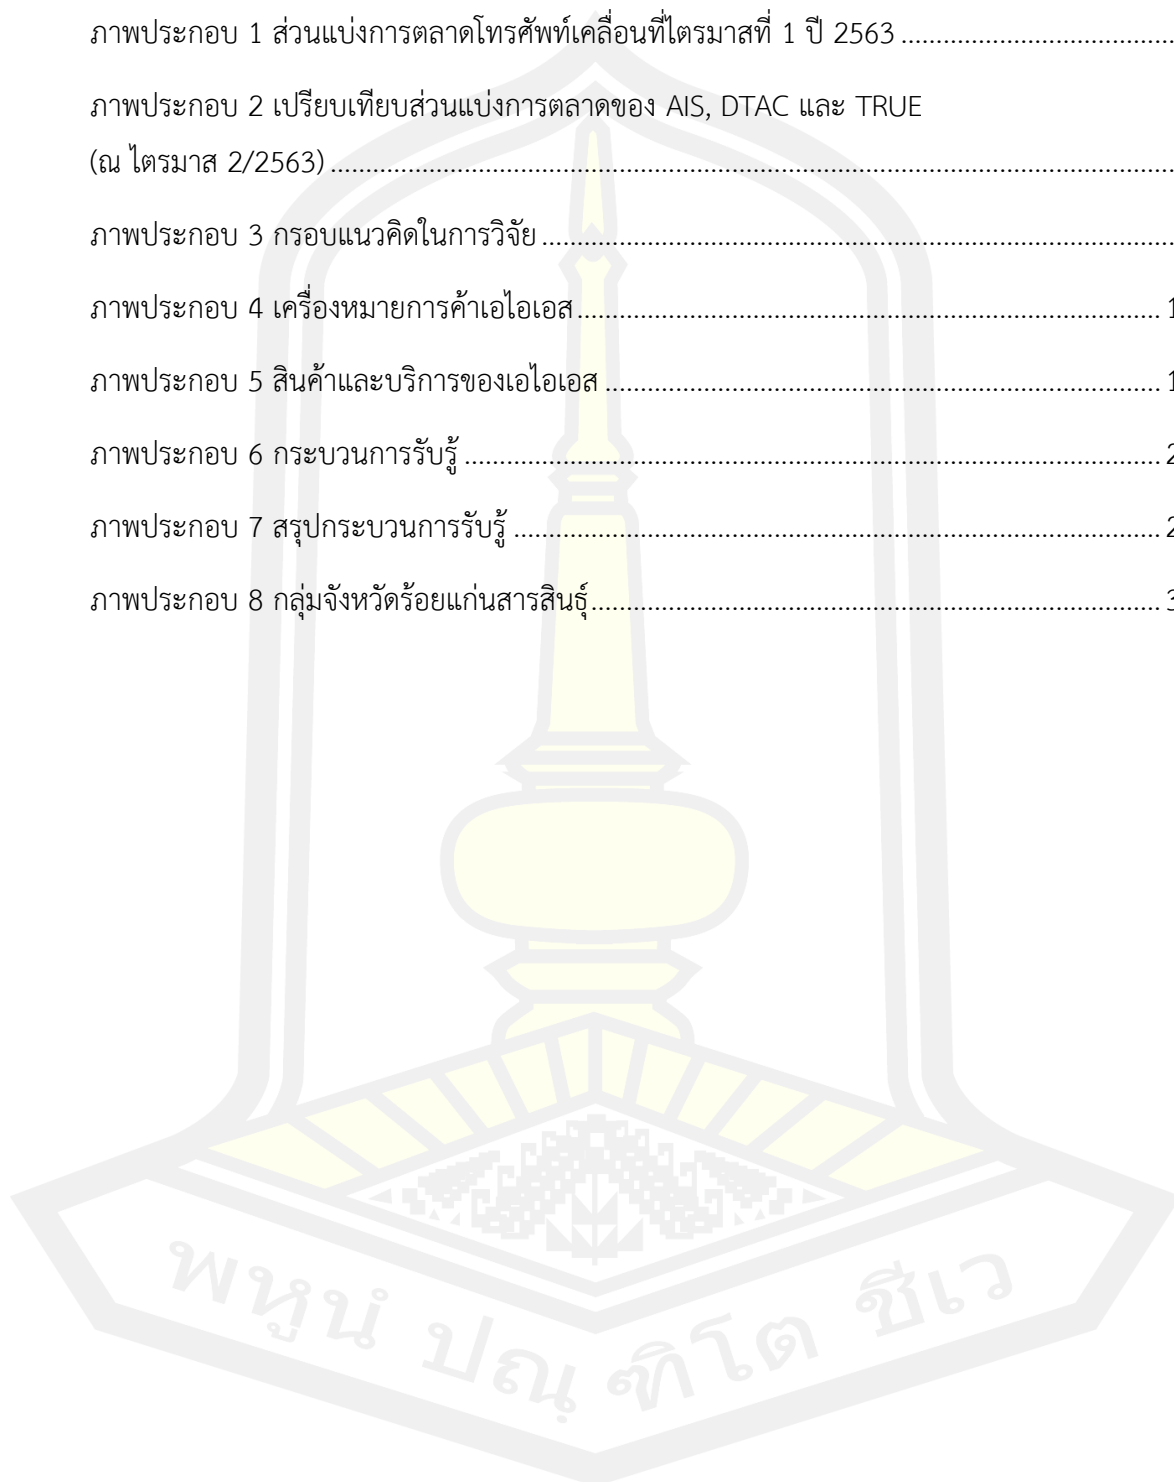 ภาพประกอบ 1 ส่วนแบ่งการตลาดโทรศัพท์เคลื่อนที่ไตรมาสที่ 1 ปี 2563
ภาพประกอบ 2 เปรียบเทียบส่วนแบ่งการตลาดของ AIS, DTAC และ TRUE
(ณ ไตรมาส 2/2563)
ภาพประกอบ 3 กรอบแนวคิดในการวิจัย
ภาพประกอบ 4 เครื่องหมายการค้าเอไอเอส 1
ภาพประกอบ 5 สินค้าและบริการของเอไอเอส 1
ภาพประกอบ 6 กระบวนการรับรู้ 2
ภาพประกอบ 7 สรุปกระบวนการรับรู้ 2
ภาพประกอบ 8 กลุ่มจังหวัดร้อยแก่นสารสินธุ์ 3
พหูนํ ปณฺฑิโต ชีเว